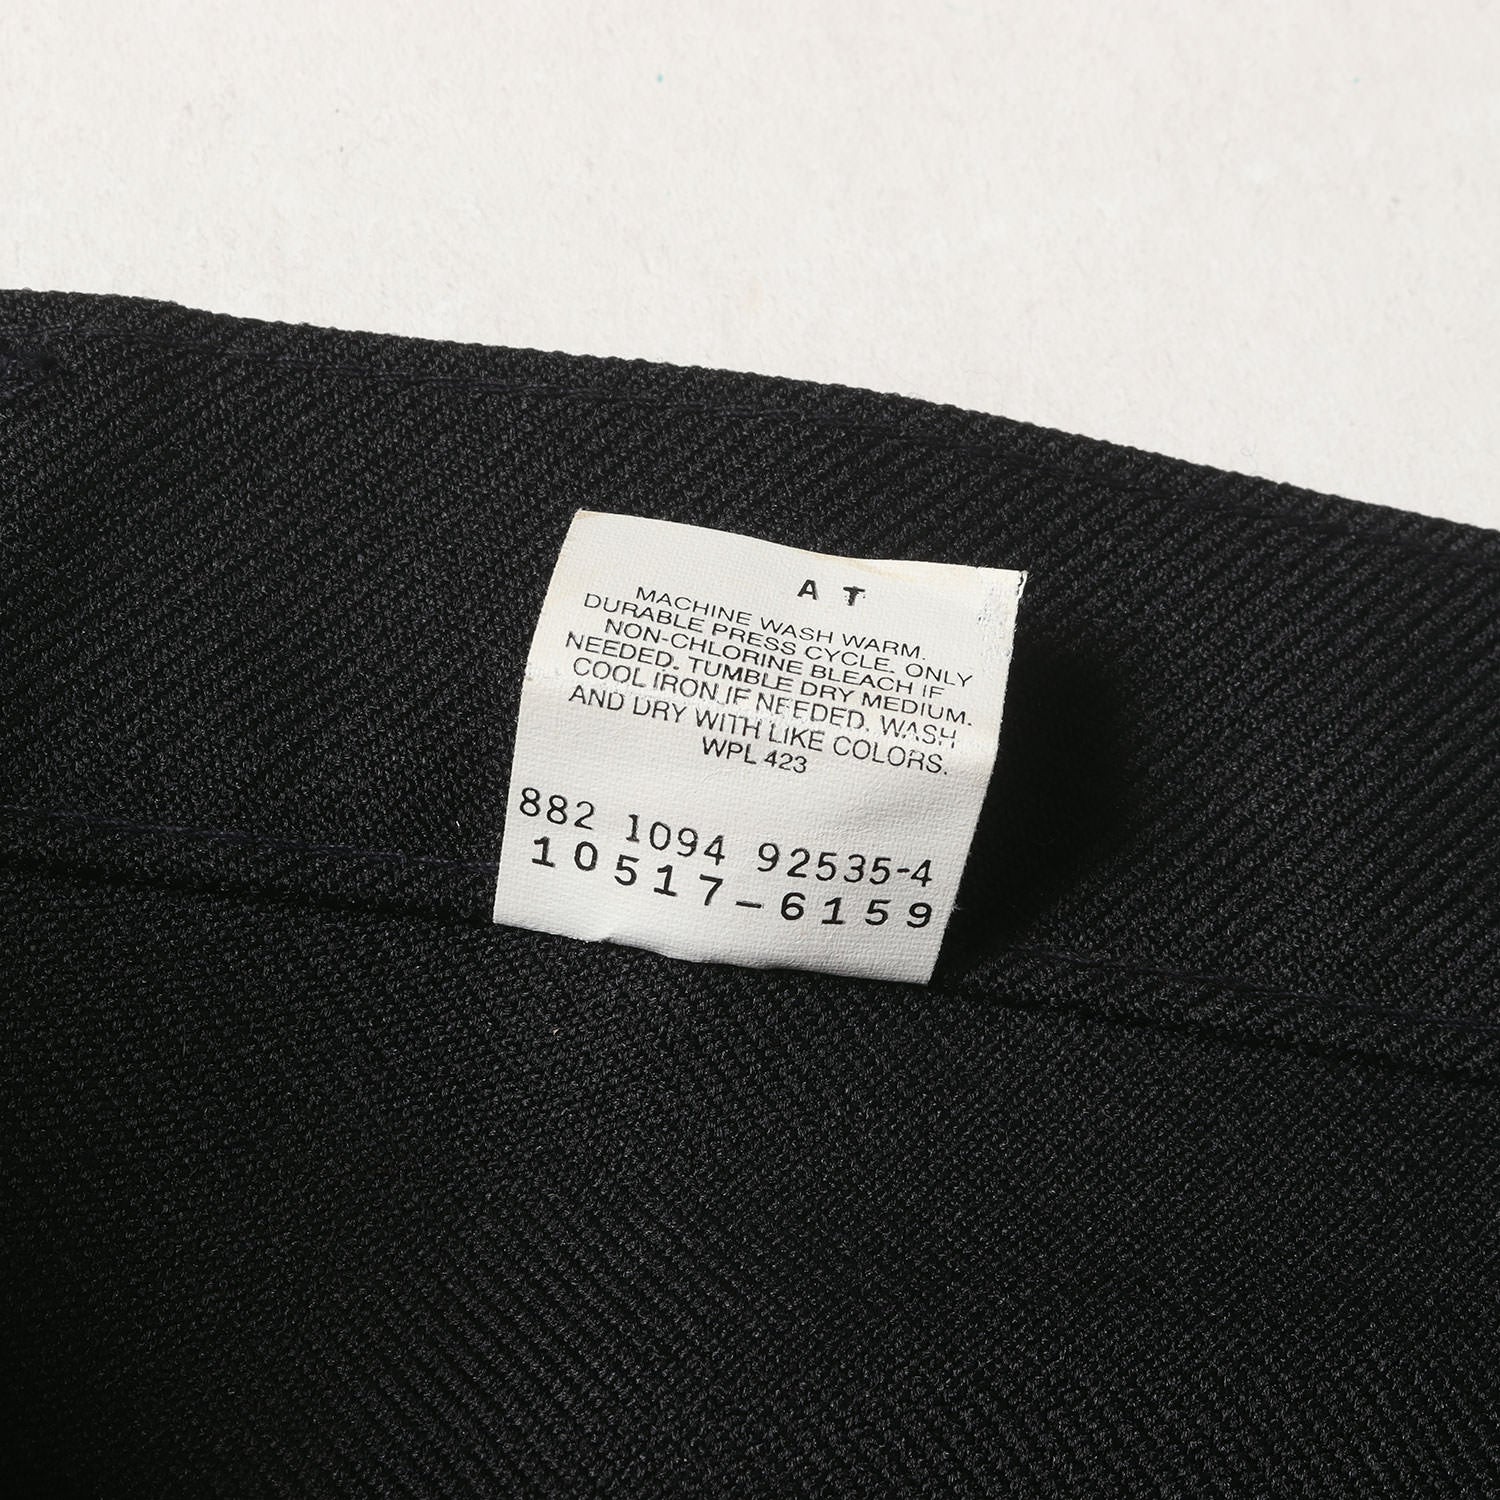 A T
MACHINE WASH WARM.
DURABLE PRESS CYCLE. ONLY
NON-CHLORINE BLEACH IF
NEEDED. TUMBLE DRY MEDIUM.
COOL IRON IF NEEDED. WASH
AND DRY WITH LIKE COLORS.
WPL 423
882 1094 92535-4
10517-6159